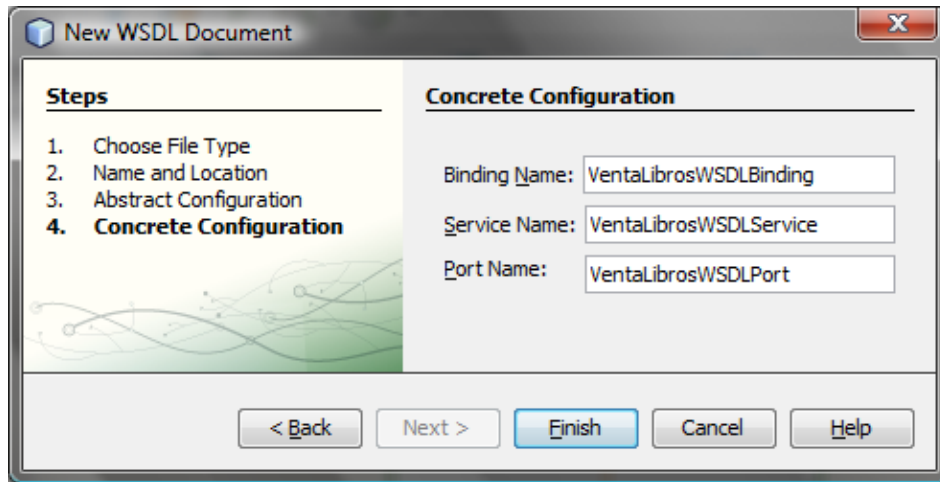 New WSDL Document
Steps
1. Choose File Type
2. Name and Location
3. Abstract Configuration
4. Concrete Configuration
Concrete Configuration
Binding Name: VentaLibrosWSDLBinding
Service Name: VentaLibrosWSDLService
Port Name: VentaLibrosWSDLPort
< Back Next > Finish Cancel Help